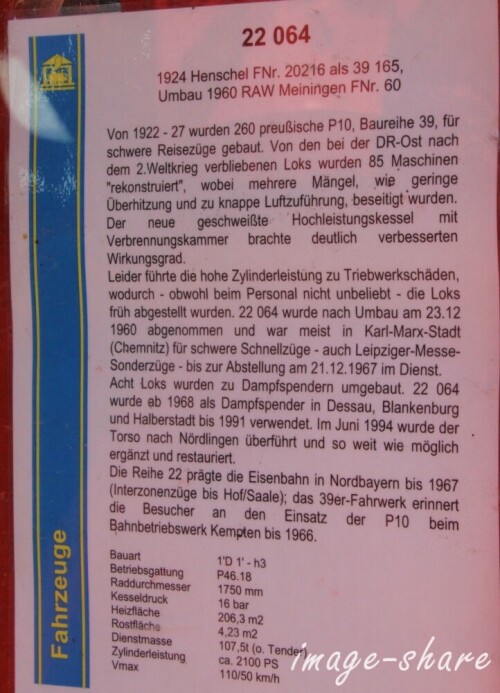 22 064
1924 Henschel FNr. 20216 als 39 165,
Umbau 1960 RAW Meiningen FNr. 60
Von 1922 - 27 wurden 260 preußische P10, Baureihe 39, für
schwere Reisezüge gebaut. Von den bei der DR-Ost nach
dem 2.Weltkrieg verbliebenen Loks wurden 85 Maschinen
"rekonstruiert", wobei mehrere Mängel, wie geringe
Überhitzung und zu knappe Luftzuführung, beseitigt wurden.
Der neue geschweißte Hochleistungskessel mit
Verbrennungskammer brachte deutlich verbesserten
Wirkungsgrad.
Leider führte die hohe Zylinderleistung zu Triebwerkschäden,
wodurch - obwohl beim Personal nicht unbeliebt - die Loks
früh abgestellt wurden. 22 064 wurde nach Umbau am 23.12
1960 abgenommen und war meist in Karl-Marx-Stadt
(Chemnitz) für schwere Schnellzüge - auch Leipziger-Messe-
Sonderzüge - bis zur Abstellung am 21.12.1967 im Dienst.
Acht Loks wurden zu Dampfspendern umgebaut. 22 064
wurde ab 1968 als Dampfspender in Dessau, Blankenburg
und Halberstadt bis 1991 verwendet. Im Juni 1994 wurde der
Torso nach Nördlingen überführt und so weit wie möglich
ergänzt und restauriert.
Die Reihe 22 prägte die Eisenbahn in Nordbayern bis 1967
(Interzonenzüge bis Hof/Saale); das 39er-Fahrwerk erinnert
die Besucher an den Einsatz der P10 beim
Bahnbetriebswerk Kempten bis 1966.
Bauart 1'D 1' - h3
Betriebsgattung P46.18
Raddurchmesser 1750 mm
Kesseldruck 16 bar
Heizfläche 206,3 m2
Rostfläche 4,23 m2
Dienstmasse 107,5t (o. Tender)
Zylinderleistung ca. 2100 PS
Vmax 110/50 km/h
Fahrzeuge
image-share